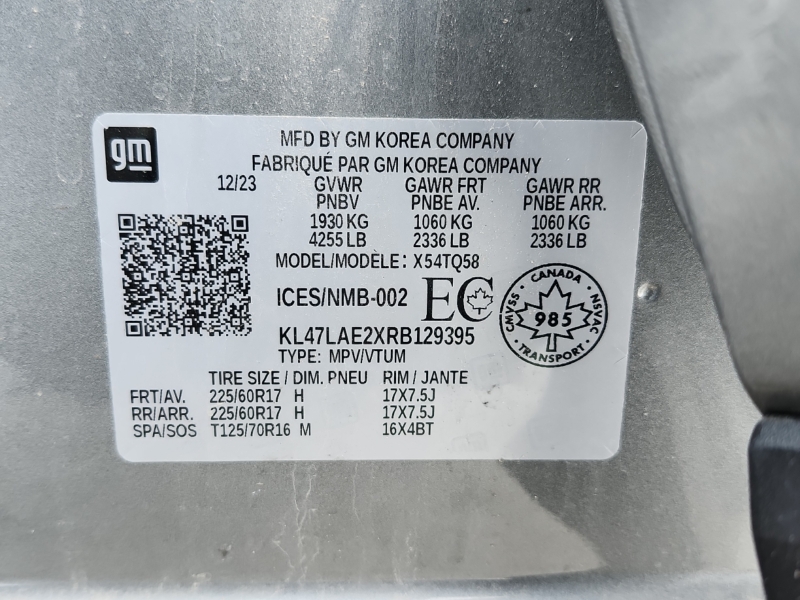 gm
MFD BY GM KOREA COMPANY
FABRIQUÉ PAR GM KOREA COMPANY
12/23 GVWR GAWR FRT GAWR RR
PNBV PNBE AV. PNBE ARR.
1930 KG 1060 KG 1060 KG
4255 LB 2336 LB 2336 LB
MODEL/MODÈLE: X54TQ58
ICES/NMB-002 EC
CANADA
CMVSS NSVAC
985
TRANSPORT
KL47LAE2XRB129395
TYPE: MPV/VTUM
TIRE SIZE / DIM. PNEU RIM / JANTE
FRT/AV. 225/60R17 H 17X7.5J
RR/ARR. 225/60R17 H 17X7.5J
SPA/SOS T125/70R16 M 16X4BT